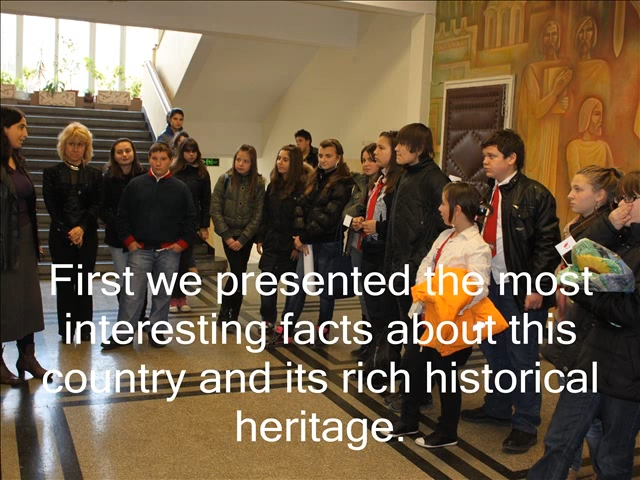 First we presented the most
interesting facts about this
country and its rich historical
heritage.